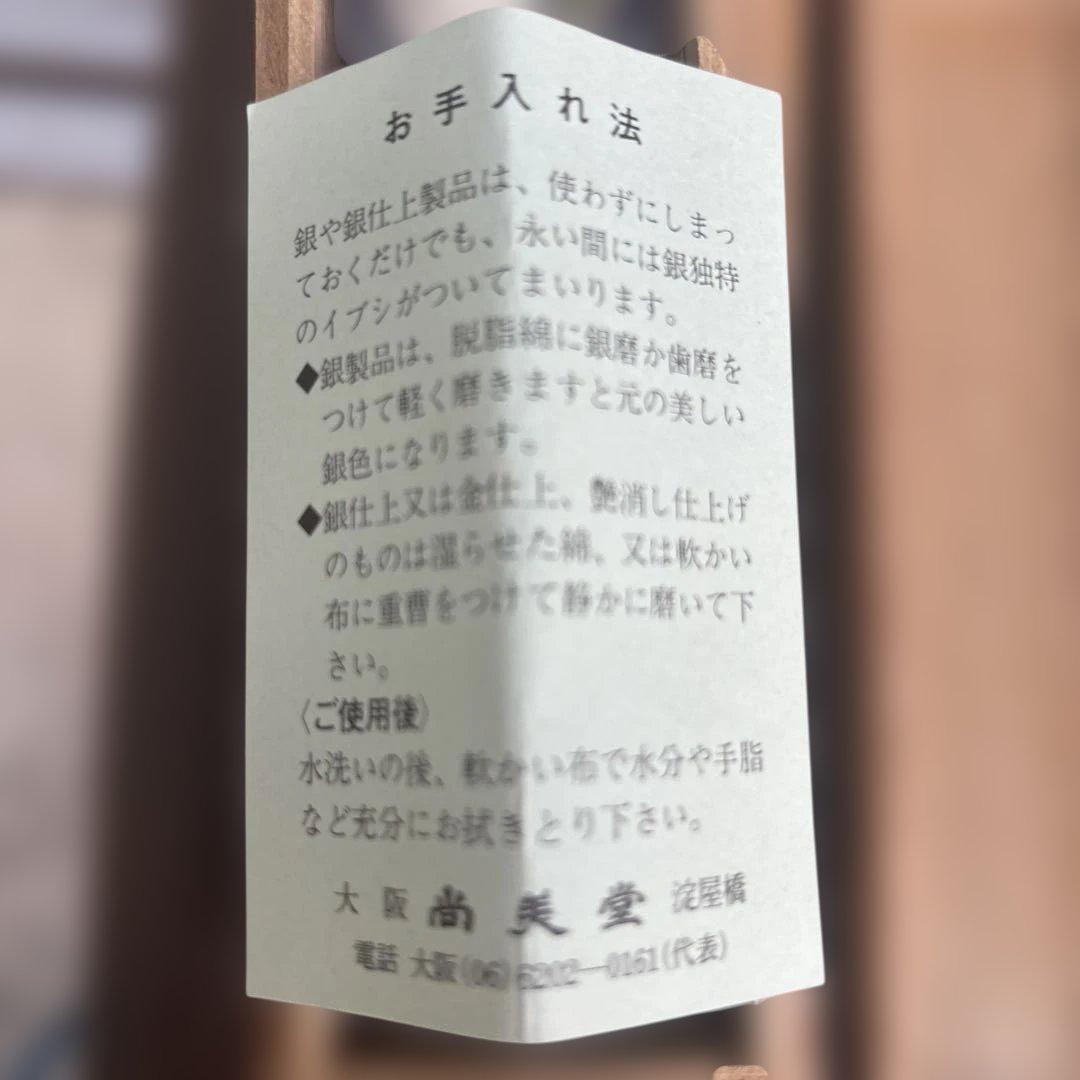 お手入れ法
銀や銀仕上製品は、使わずにしまっ
ておくだけでも、永い間には銀独特
のイブシがついてまいります。
◆銀製品は、脱脂綿に銀磨か歯磨を
つけて軽く磨きますと元の美しい
銀色になります。
◆銀仕上又は金仕上、艶消し仕上げ
のものは湿らせた綿、又は軟かい
布に重曹をつけて静かに磨いて下
さい。
〈ご使用後〉
水洗いの後、軟かい布で水分や手脂
など充分にお拭きとり下さい。
大阪 尚美堂 淀屋橋
電話 大阪(06)6202—0161(代表)